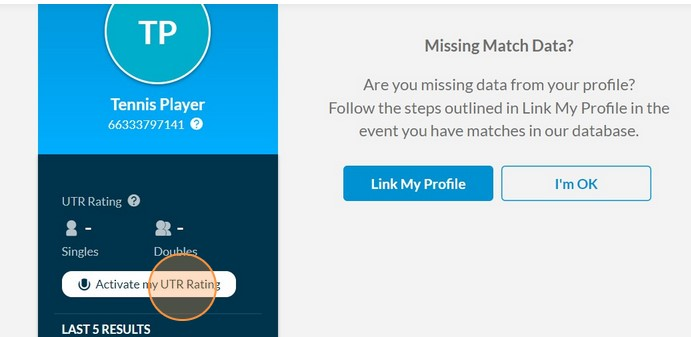 TP
Tennis Player
66333797141 ?
UTR Rating ?
- -
Singles Doubles
Activate my UTR Rating
LAST 5 RESULTS
Missing Match Data?
Are you missing data from your profile?
Follow the steps outlined in Link My Profile in the
event you have matches in our database.
Link My Profile I'm OK